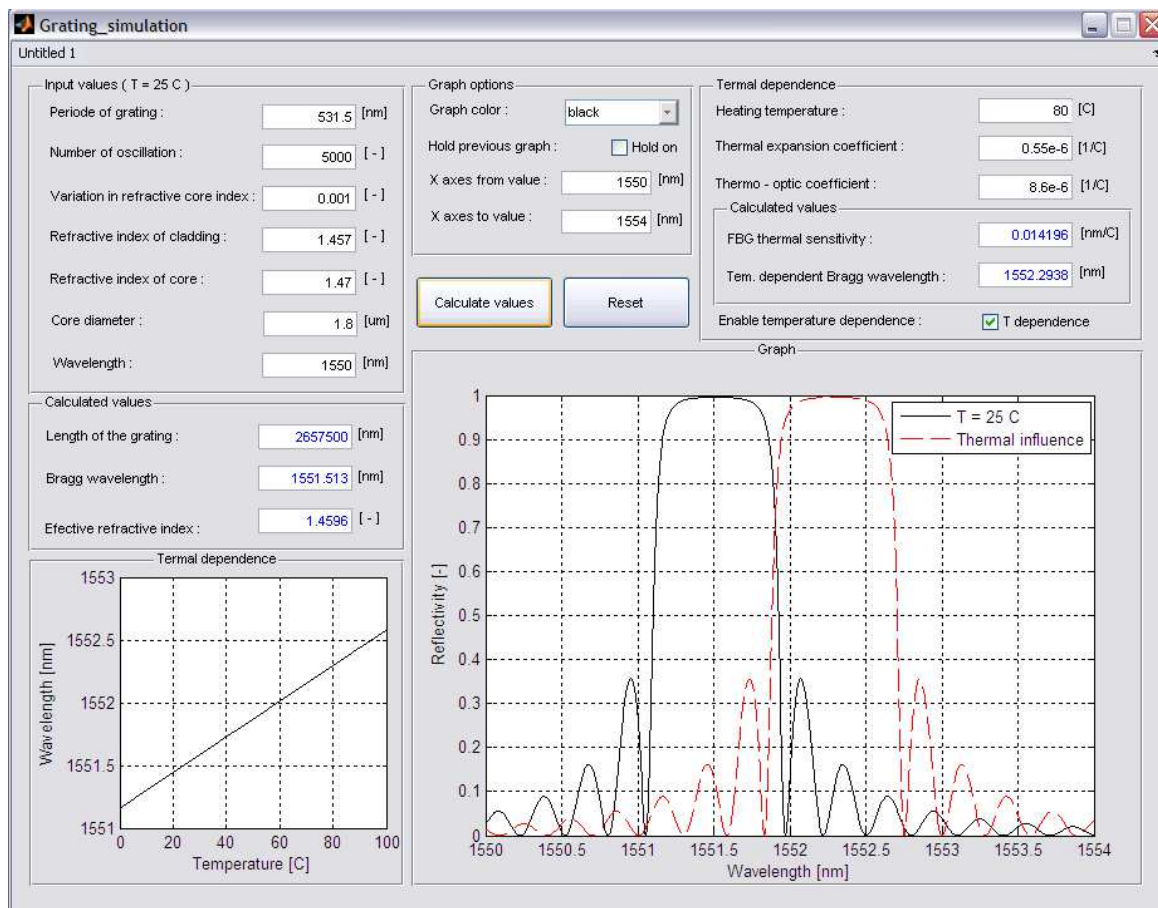 Grating_simulation
Untitled 1
Input values ( T = 25 C )
Periode of grating : 531.5 [nm]
Number of oscillation : 5000 [ - ]
Variation in refractive core index : 0.001 [ - ]
Refractive index of cladding : 1.457 [ - ]
Refractive index of core : 1.47 [ - ]
Core diameter : 1.8 [um]
Wavelength : 1550 [nm]
Calculated values
Length of the grating : 2657500 [nm]
Bragg wavelength : 1551.513 [nm]
Efective refractive index : 1.4596 [ - ]
Graph options
Graph color : black
Hold previous graph : Hold on
X axes from value : 1550 [nm]
X axes to value : 1554 [nm]
Calculate values
Reset
Termal dependence
Heating temperature : 80 [C]
Thermal expansion coefficient : 0.55e-6 [1/C]
Thermo - optic coefficient : 8.6e-6 [1/C]
Calculated values
FBG thermal sensitivity : 0.014196 [nm/C]
Tem. dependent Bragg wavelength : 1552.2938 [nm]
Enable temperature dependence : T dependence
Termal dependence
Wavelength [nm]
1553
1552.5
1552
1551.5
1551
0 20 40 60 80 100
Temperature [C]
Graph
Reflectivity [-]
1
0.9
0.8
0.7
0.6
0.5
0.4
0.3
0.2
0.1
0
T = 25 C
Thermal influence
1550 1550.5 1551 1551.5 1552 1552.5 1553 1553.5 1554
Wavelength [nm]